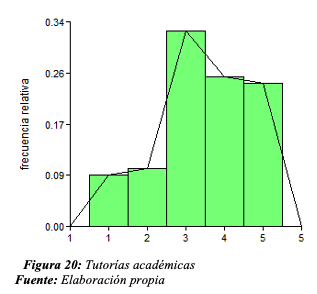 0.34
0.26
0.17
0.09
0.00
frecuencia relativa
1 1 2 3 4 5 5
Figura 20: Tutorías académicas
Fuente: Elaboración propia